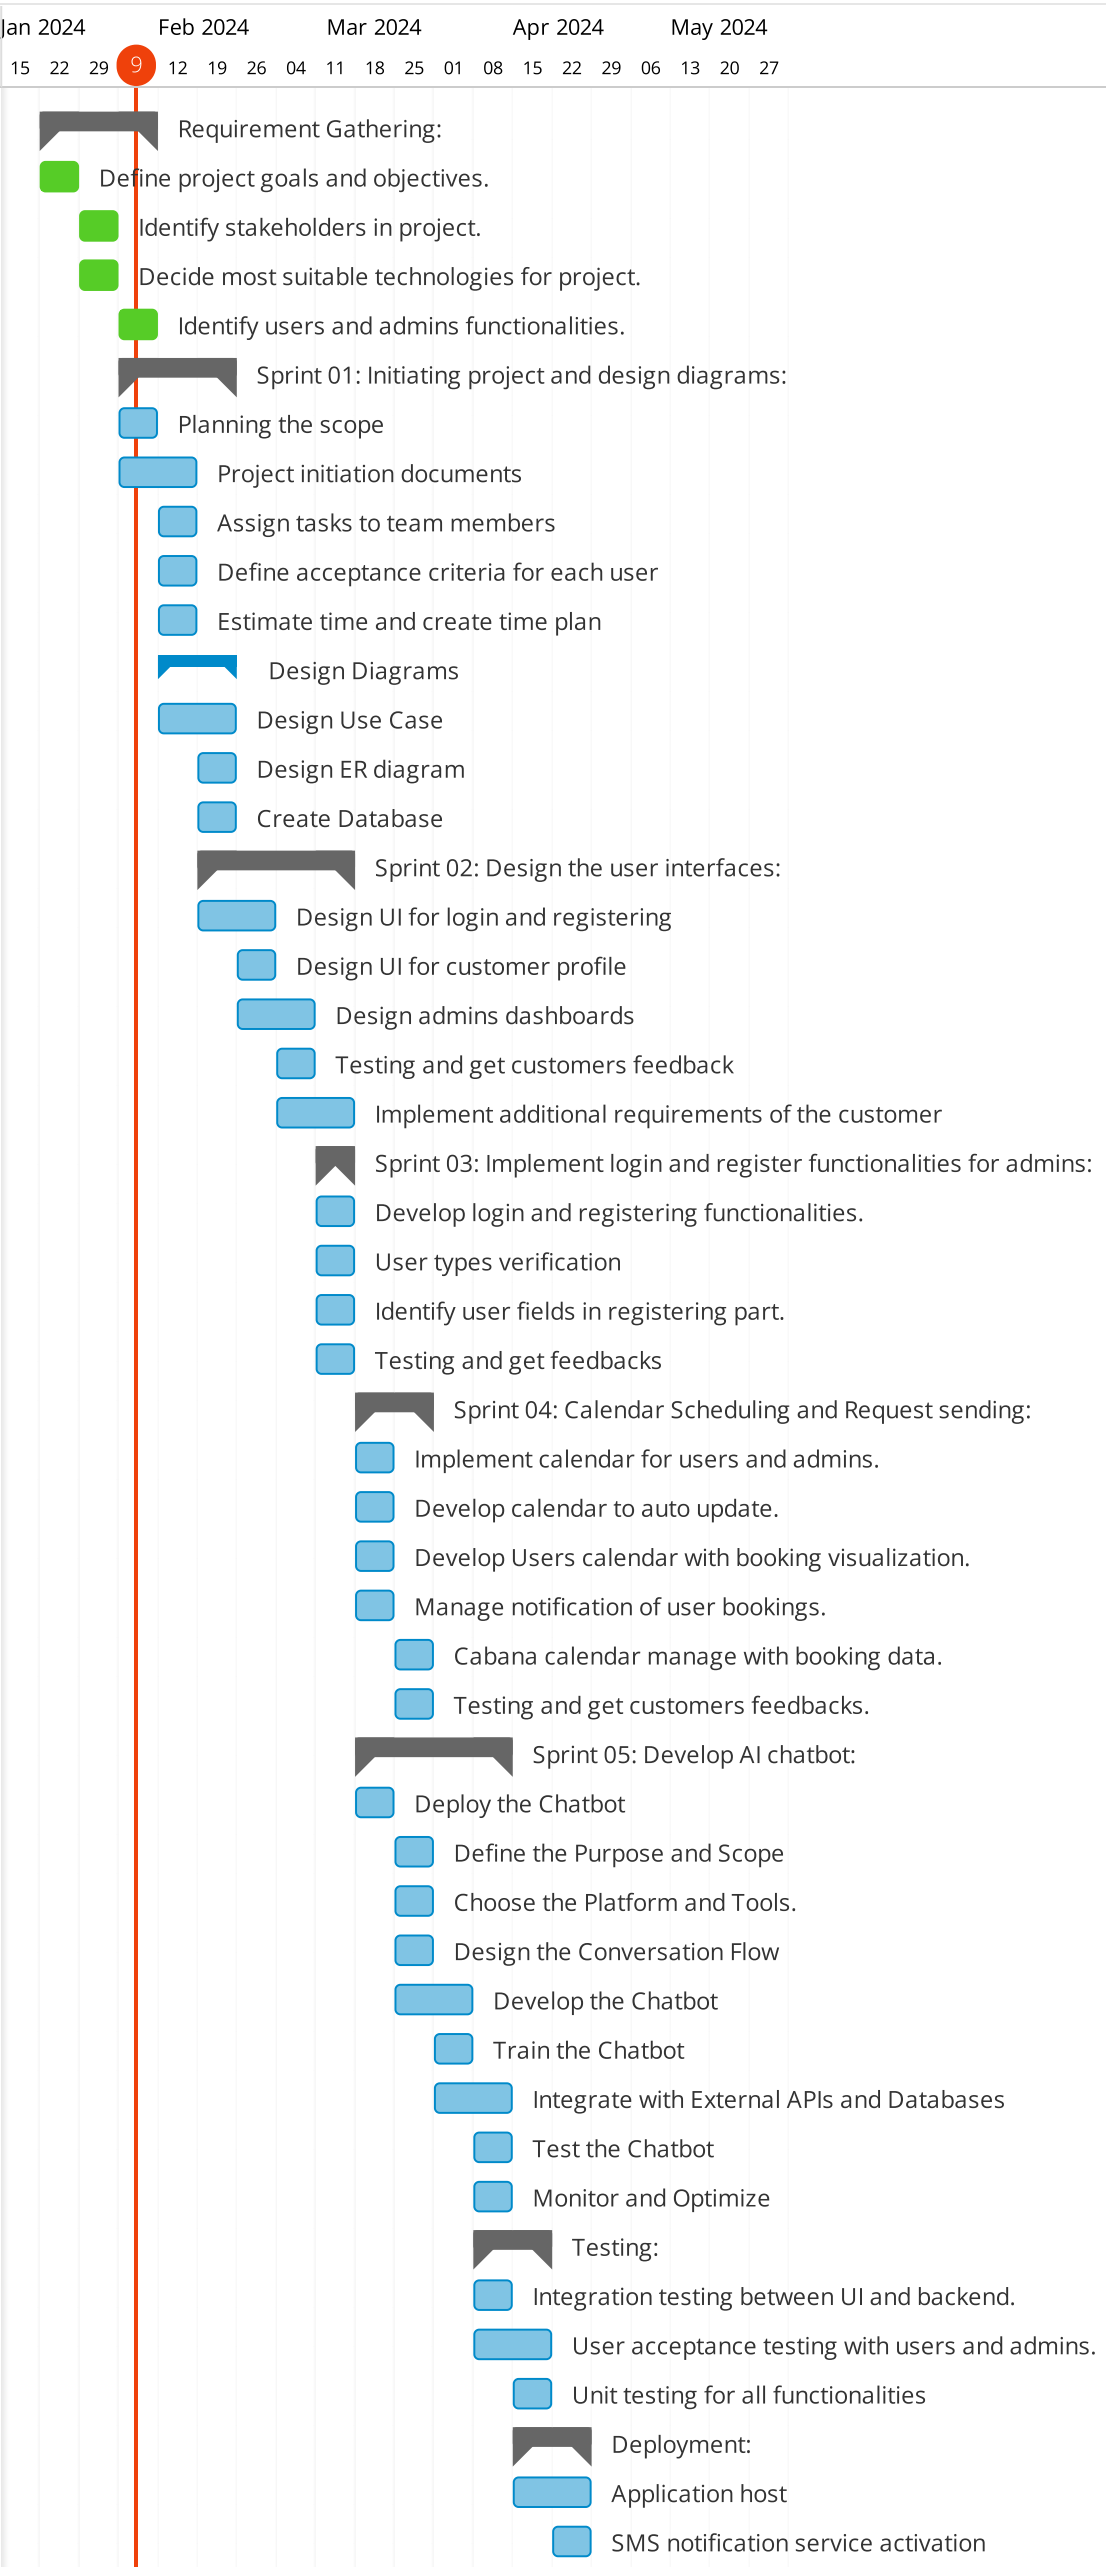 Jan 2024 Feb 2024 Mar 2024 Apr 2024 May 2024
15 22 29 9 12 19 26 04 11 18 25 01 08 15 22 29 06 13 20 27
Requirement Gathering:
Define project goals and objectives.
Identify stakeholders in project.
Decide most suitable technologies for project.
Identify users and admins functionalities.
Sprint 01: Initiating project and design diagrams:
Planning the scope
Project initiation documents
Assign tasks to team members
Define acceptance criteria for each user
Estimate time and create time plan
Design Diagrams
Design Use Case
Design ER diagram
Create Database
Sprint 02: Design the user interfaces:
Design UI for login and registering
Design UI for customer profile
Design admins dashboards
Testing and get customers feedback
Implement additional requirements of the customer
Sprint 03: Implement login and register functionalities for admins:
Develop login and registering functionalities.
User types verification
Identify user fields in registering part.
Testing and get feedbacks
Sprint 04: Calendar Scheduling and Request sending:
Implement calendar for users and admins.
Develop calendar to auto update.
Develop Users calendar with booking visualization.
Manage notification of user bookings.
Cabana calendar manage with booking data.
Testing and get customers feedbacks.
Sprint 05: Develop AI chatbot:
Deploy the Chatbot
Define the Purpose and Scope
Choose the Platform and Tools.
Design the Conversation Flow
Develop the Chatbot
Train the Chatbot
Integrate with External APIs and Databases
Test the Chatbot
Monitor and Optimize
Testing:
Integration testing between UI and backend.
User acceptance testing with users and admins.
Unit testing for all functionalities
Deployment:
Application host
SMS notification service activation